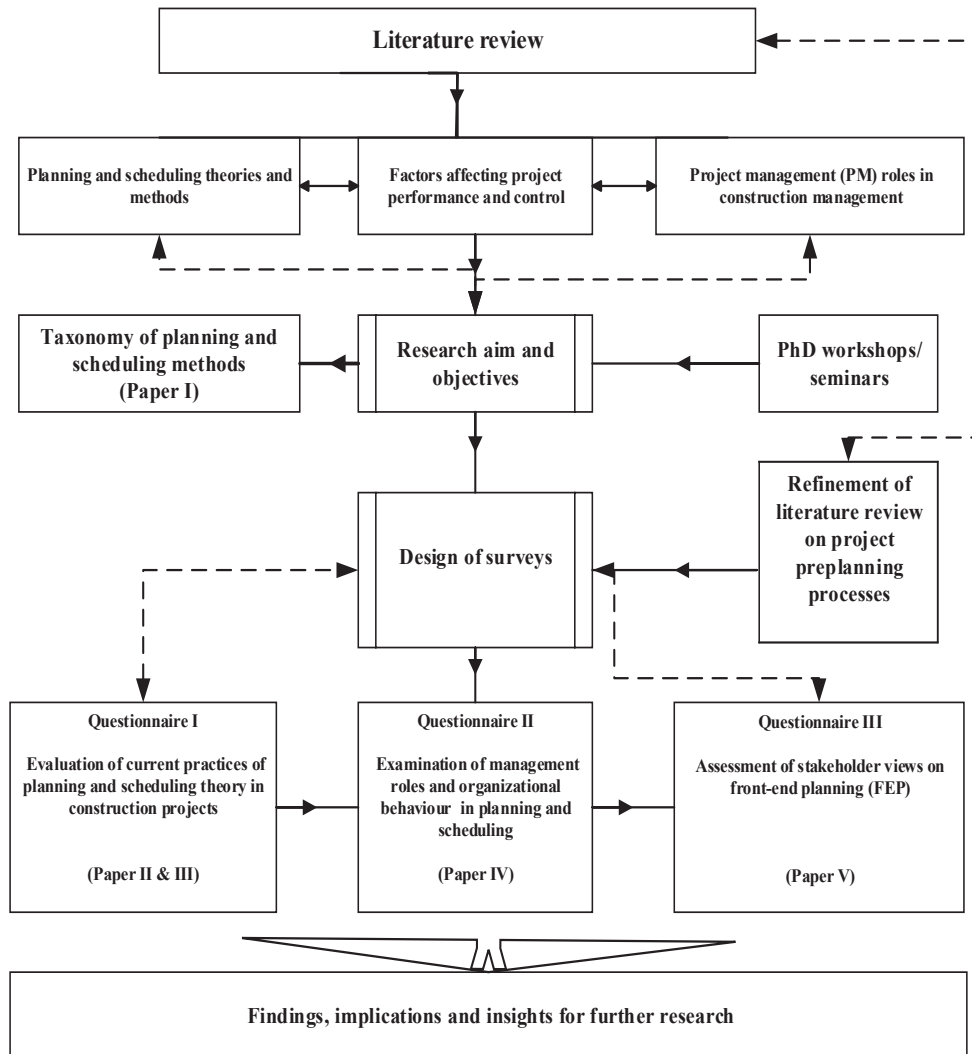 Literature review
Planning and scheduling theories and
methods
Factors affecting project
performance and control
Project management (PM) roles in
construction management
Taxonomy of planning and
scheduling methods
(Paper I)
Research aim and
objectives
PhD workshops/
seminars
Refinement of
literature review
on project
preplanning
processes
Design of surveys
Questionnaire I
Evaluation of current practices of
planning and scheduling theory in
construction projects
(Paper II & III)
Questionnaire II
Examination of management
roles and organizational
behaviour in planning and
scheduling
(Paper IV)
Questionnaire III
Assessment of stakeholder views on
front-end planning (FEP)
(Paper V)
Findings, implications and insights for further research